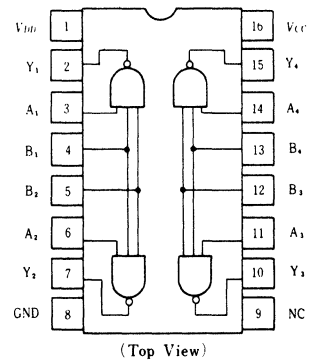 VDD 1 16 VCC
Y1 2 15 Y4
A1 3 14 A4
B1 4 13 B4
B2 5 12 B3
A2 6 11 A3
Y2 7 10 Y3
GND 8 9 NC
(Top View)